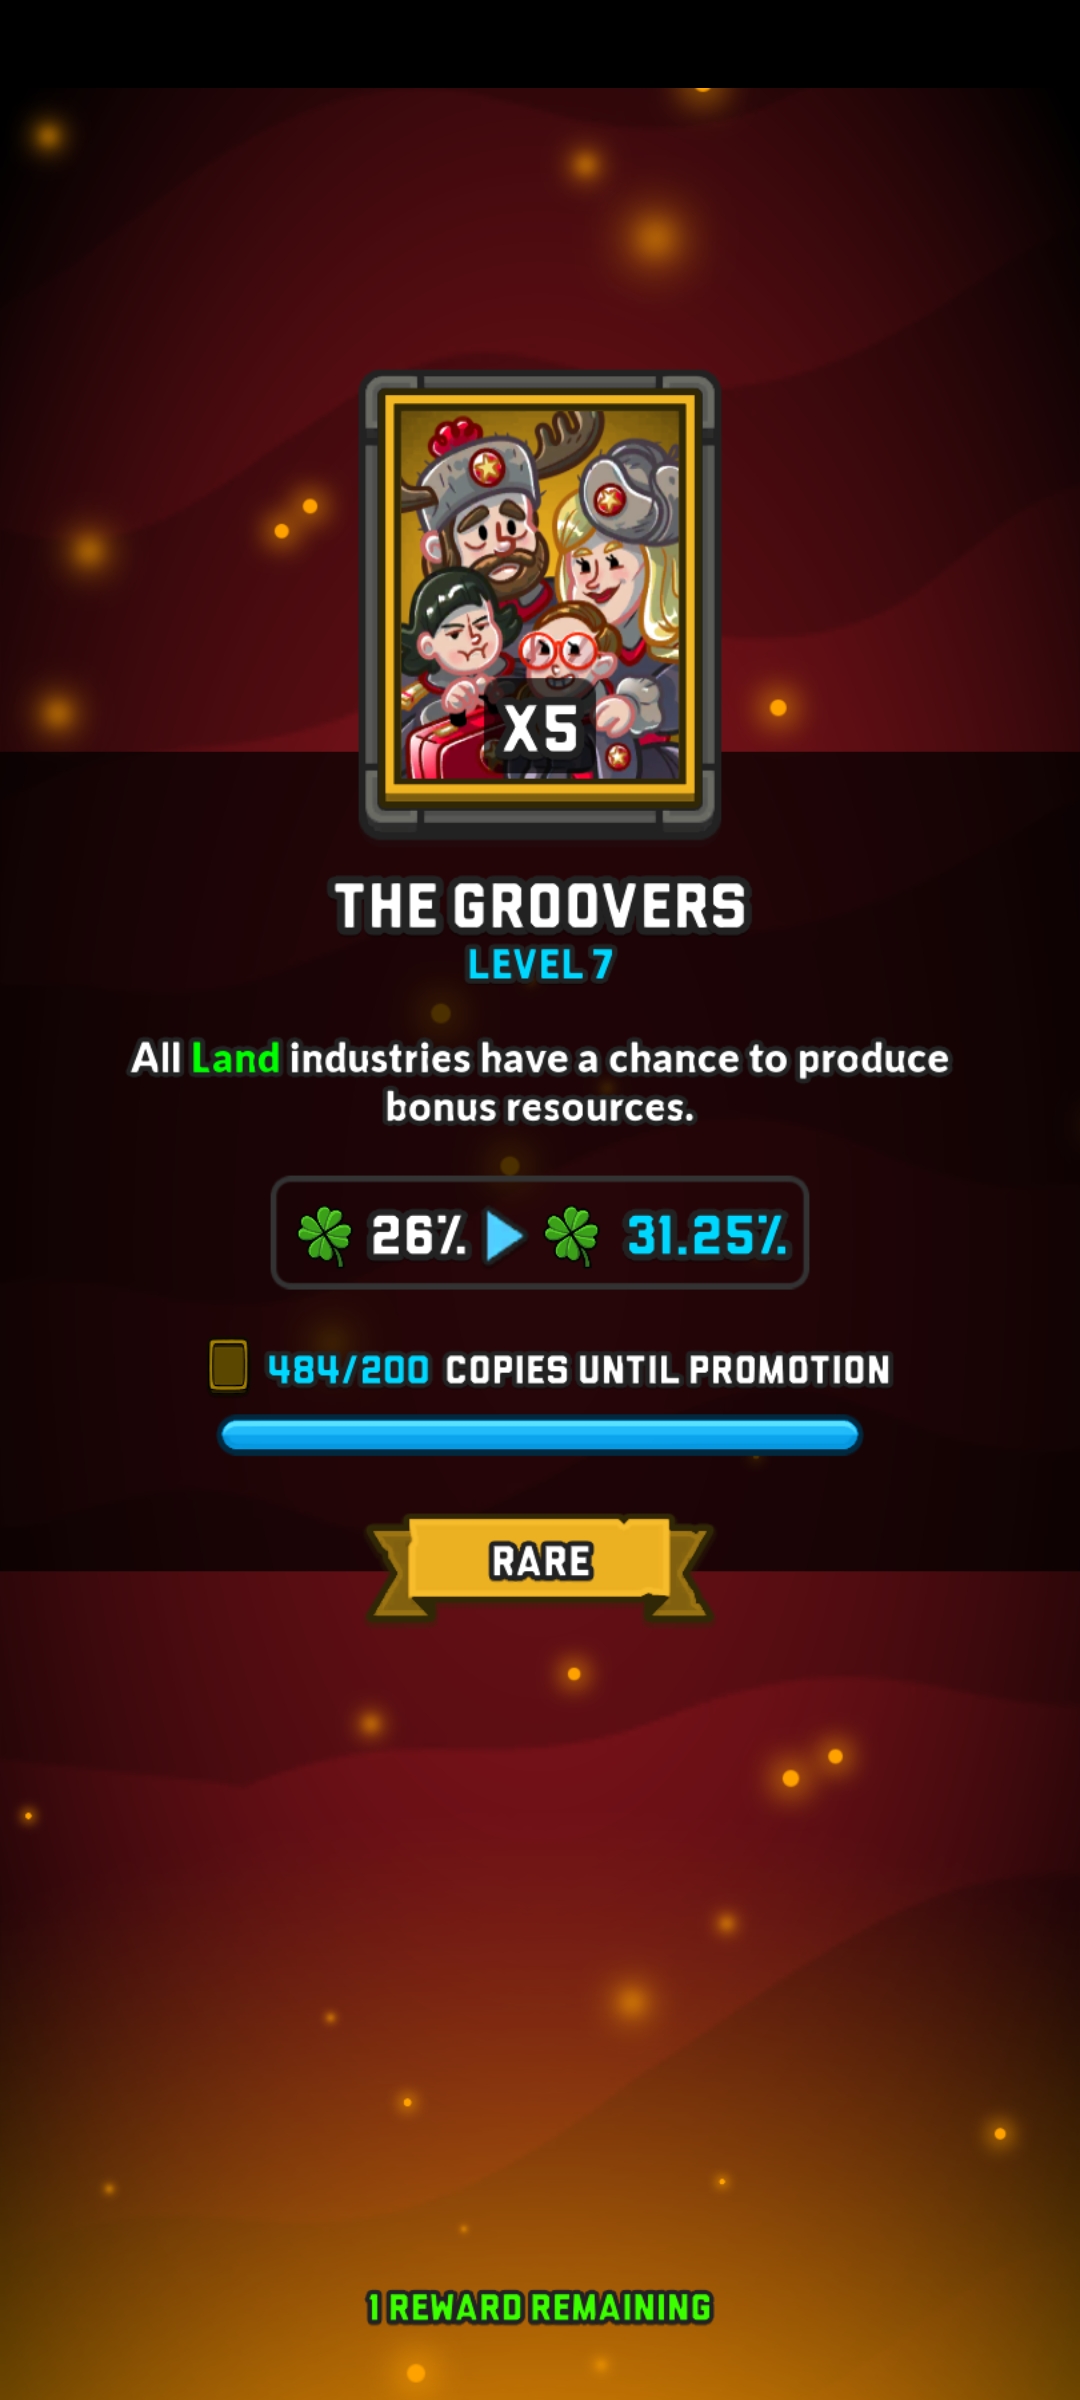 X5
THE GROOVERS
LEVEL 7
All Land industries have a chance to produce
bonus resources.
26% 31.25%
484/200 COPIES UNTIL PROMOTION
RARE
1 REWARD REMAINING